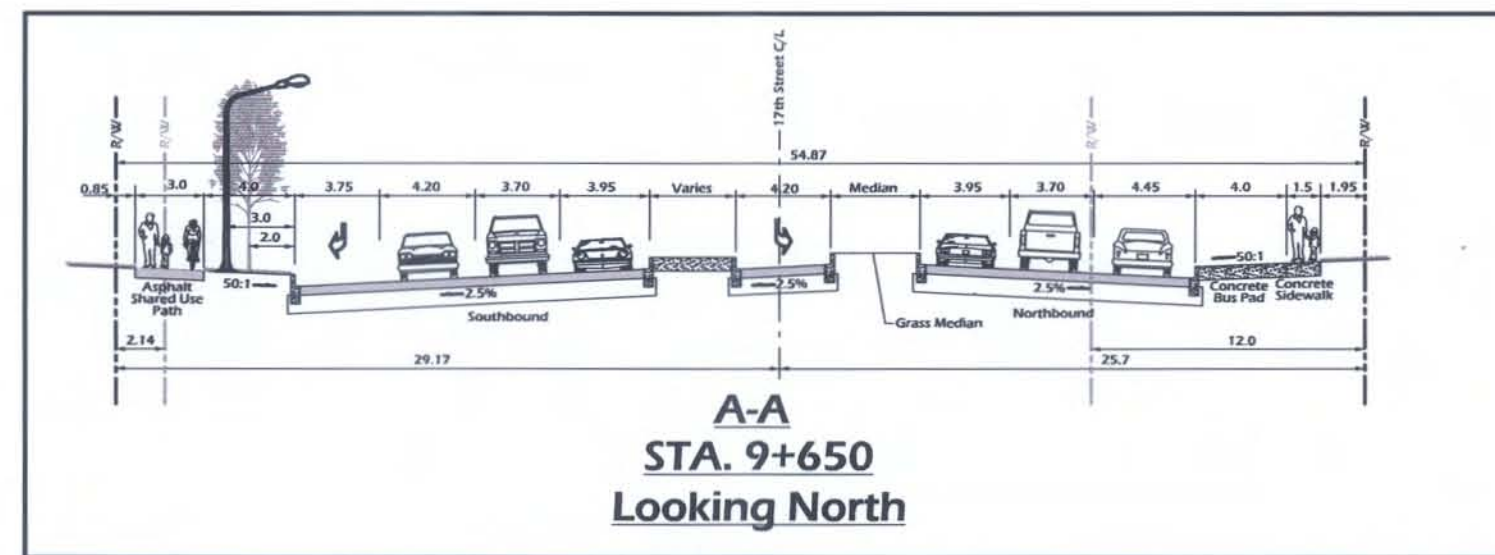 17th Street C/L
R/W
R/W
R/W
R/W
54.87
0.85 3.0 4.0 3.75 4.20 3.70 3.95 Varies 4.20 Median 3.95 3.70 4.45 4.0 1.5 1.95
3.0
2.0
50:1
50:1
2.5%
2.5%
2.5%
Asphalt
Shared Use
Path
Southbound
Grass Median
Northbound
Concrete
Bus Pad
Concrete
Sidewalk
2.14
12.0
29.17
25.7
A-A
STA. 9+650
Looking North